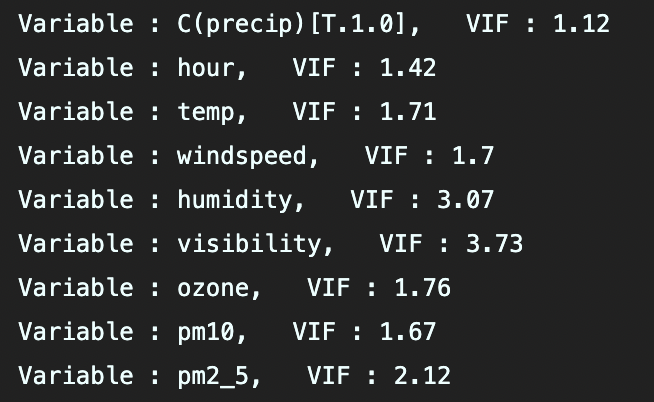 Variable : C(precip)[T.1.0],   VIF : 1.12
Variable : hour,   VIF : 1.42
Variable : temp,   VIF : 1.71
Variable : windspeed,   VIF : 1.7
Variable : humidity,   VIF : 3.07
Variable : visibility,   VIF : 3.73
Variable : ozone,   VIF : 1.76
Variable : pm10,   VIF : 1.67
Variable : pm2_5,   VIF : 2.12